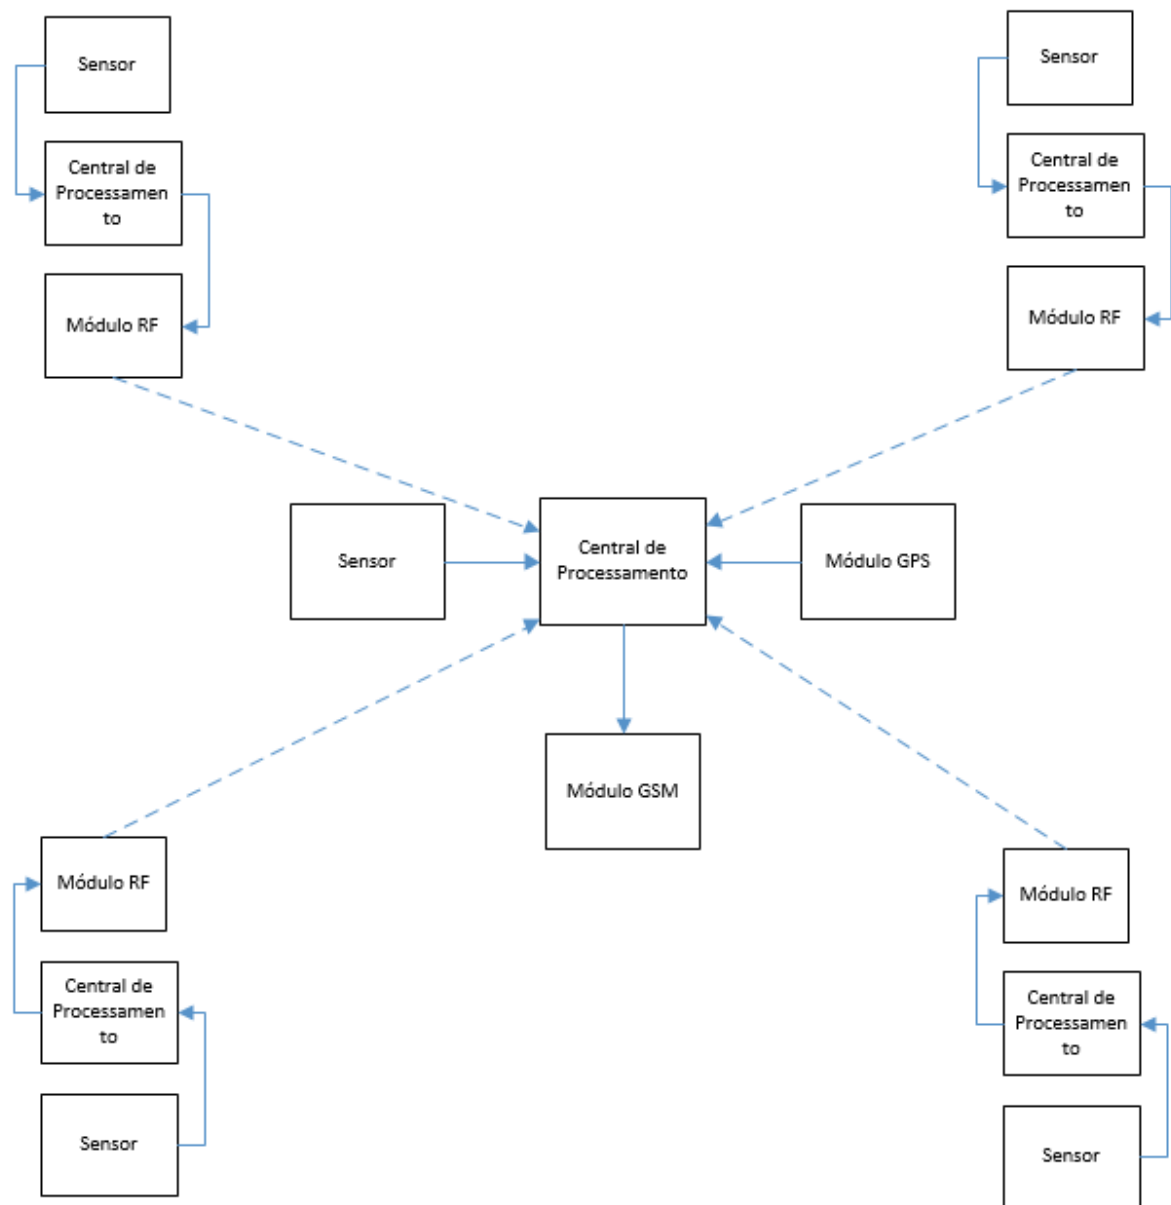 Sensor
Central de
Processamen
to
Módulo RF
Sensor
Central de
Processamen
to
Módulo RF
Sensor
Central de
Processamento
Módulo GPS
Módulo GSM
Módulo RF
Central de
Processamen
to
Sensor
Módulo RF
Central de
Processamen
to
Sensor